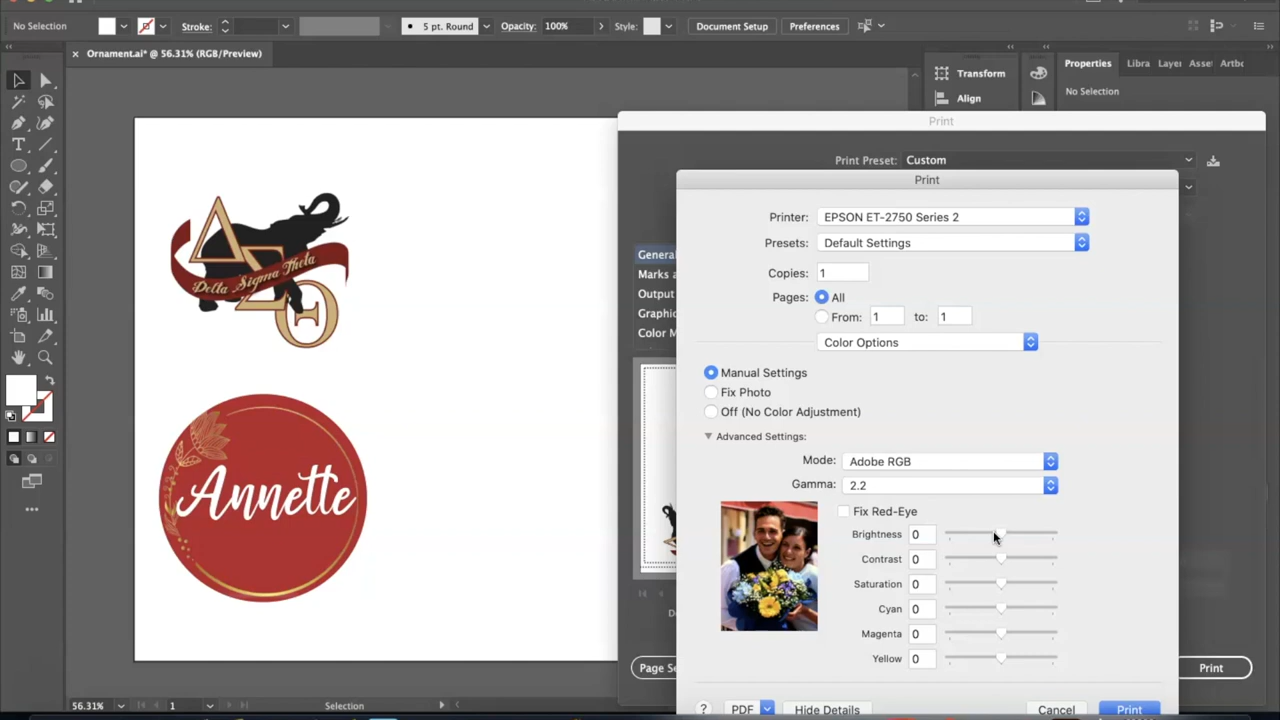 No Selection
Stroke:
5 pt. Round
Opacity:
100%
Style:
Document Setup
Preferences
Ornament.ai* @ 56.31% (RGB/Preview)
Transform
Align
Properties
Libra
Layer
Asset
Artbo
No Selection
Print
Print Preset: Custom
Print
Printer: EPSON ET-2750 Series 2
Presets: Default Settings
Copies: 1
Pages: All
From: 1 to: 1
Color Options
General
Marks a
Output
Graphic
Color M
Manual Settings
Fix Photo
Off (No Color Adjustment)
Advanced Settings:
Mode: Adobe RGB
Gamma: 2.2
Fix Red-Eye
Brightness 0
Contrast 0
Saturation 0
Cyan 0
Magenta 0
Yellow 0
Page Se
Print
? PDF Hide Details Cancel Print
ΔΣΘ
Delta Sigma Theta
Annette
56.31%
1
Selection